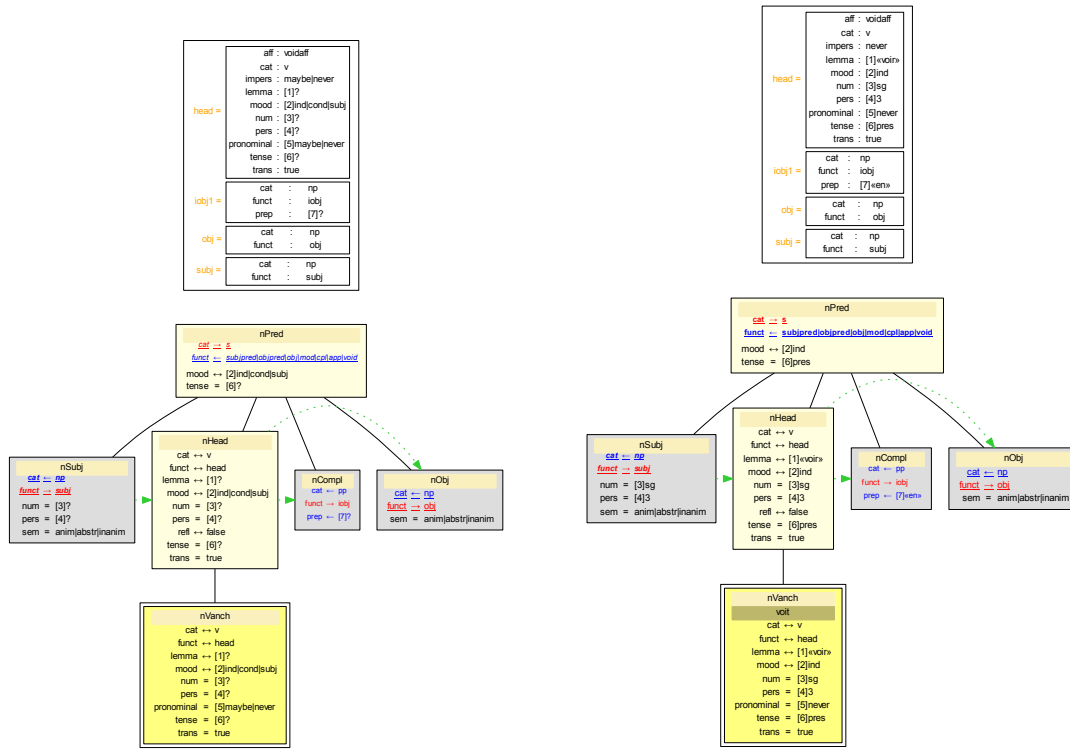 head =
aff : voidaff
cat : v
impers : maybe|never
lemma : [1]?
mood : [2]ind|cond|subj
num : [3]?
pers : [4]?
pronominal : [5]maybe|never
tense : [6]?
trans : true
iobj1 =
cat : np
funct : iobj
prep : [7]?
obj =
cat : np
funct : obj
subj =
cat : np
funct : subj
nPred
cat → s
funct ← subjpred|objpred|obj|mod|cpl|app|void
mood ↔ [2]ind|cond|subj
tense = [6]?
nSubj
cat ← np
funct → subj
num = [3]?
pers = [4]?
sem = anim|abstr|inanim
nHead
cat ↔ v
funct ↔ head
lemma ↔ [1]?
mood ↔ [2]ind|cond|subj
num = [3]?
pers = [4]?
refl ↔ false
tense = [6]?
trans = true
nCompl
cat ← pp
funct → iobj
prep ← [7]?
nObj
cat ← np
funct → obj
sem = anim|abstr|inanim
nVanch
cat ↔ v
funct ↔ head
lemma ↔ [1]?
mood ↔ [2]ind|cond|subj
num = [3]?
pers = [4]?
pronominal = [5]maybe|never
tense = [6]?
trans = true
head =
aff : voidaff
cat : v
impers : never
lemma : [1]«voir»
mood : [2]ind
num : [3]sg
pers : [4]3
pronominal : [5]never
tense : [6]pres
trans : true
iobj1 =
cat : np
funct : iobj
prep : [7]«en»
obj =
cat : np
funct : obj
subj =
cat : np
funct : subj
nPred
cat → s
funct ← subjpred|objpred|obj|mod|cpl|app|void
mood ↔ [2]ind
tense = [6]pres
nSubj
cat ← np
funct → subj
num = [3]sg
pers = [4]3
sem = anim|abstr|inanim
nHead
cat ↔ v
funct ↔ head
lemma ↔ [1]«voir»
mood ↔ [2]ind
num = [3]sg
pers = [4]3
refl ↔ false
tense = [6]pres
trans = true
nCompl
cat ← pp
funct → iobj
prep ← [7]«en»
nObj
cat ← np
funct → obj
sem = anim|abstr|inanim
nVanch
voit
cat ↔ v
funct ↔ head
lemma ↔ [1]«voir»
mood ↔ [2]ind
num = [3]sg
pers = [4]3
pronominal = [5]never
tense = [6]pres
trans = true